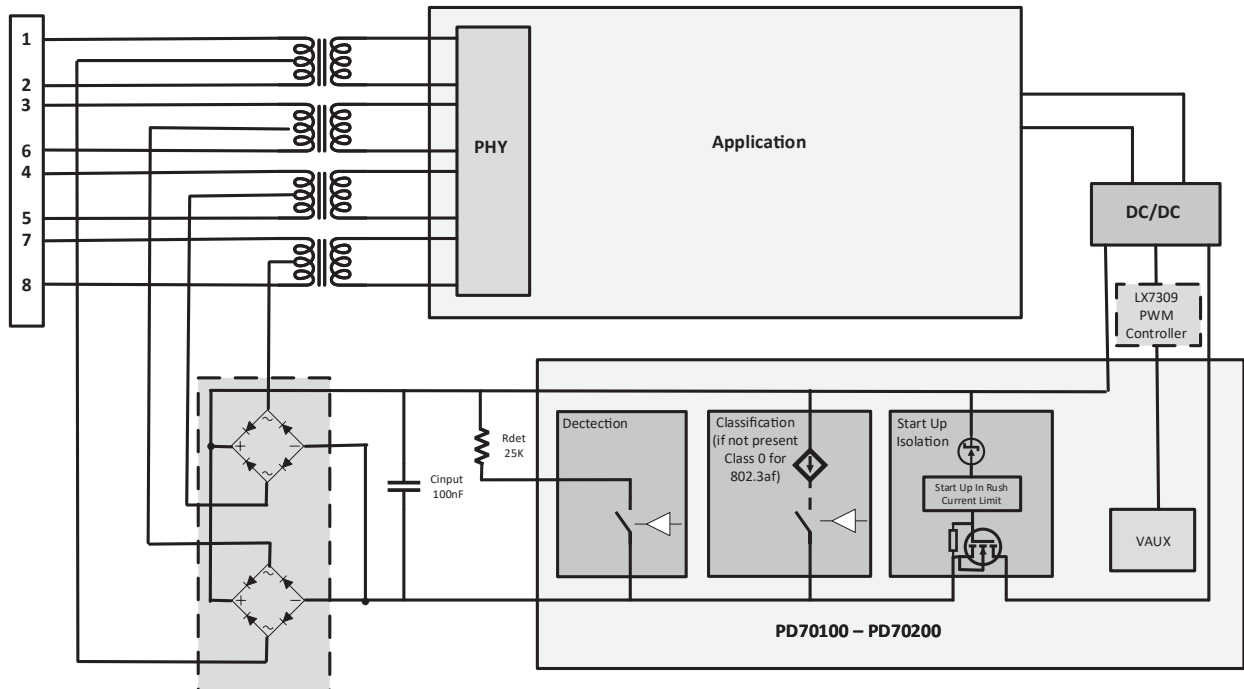 1
2
3
6
4
5
7
8
PHY
Application
DC/DC
LX7309
PWM
Controller
~
+
−
~
~
+
−
~
Cinput
100nF
Rdet
25K
Dectection
Classification
(if not present
Class 0 for
802.3af)
Start Up
Isolation
Start Up In Rush
Current Limit
VAUX
PD70100 – PD70200